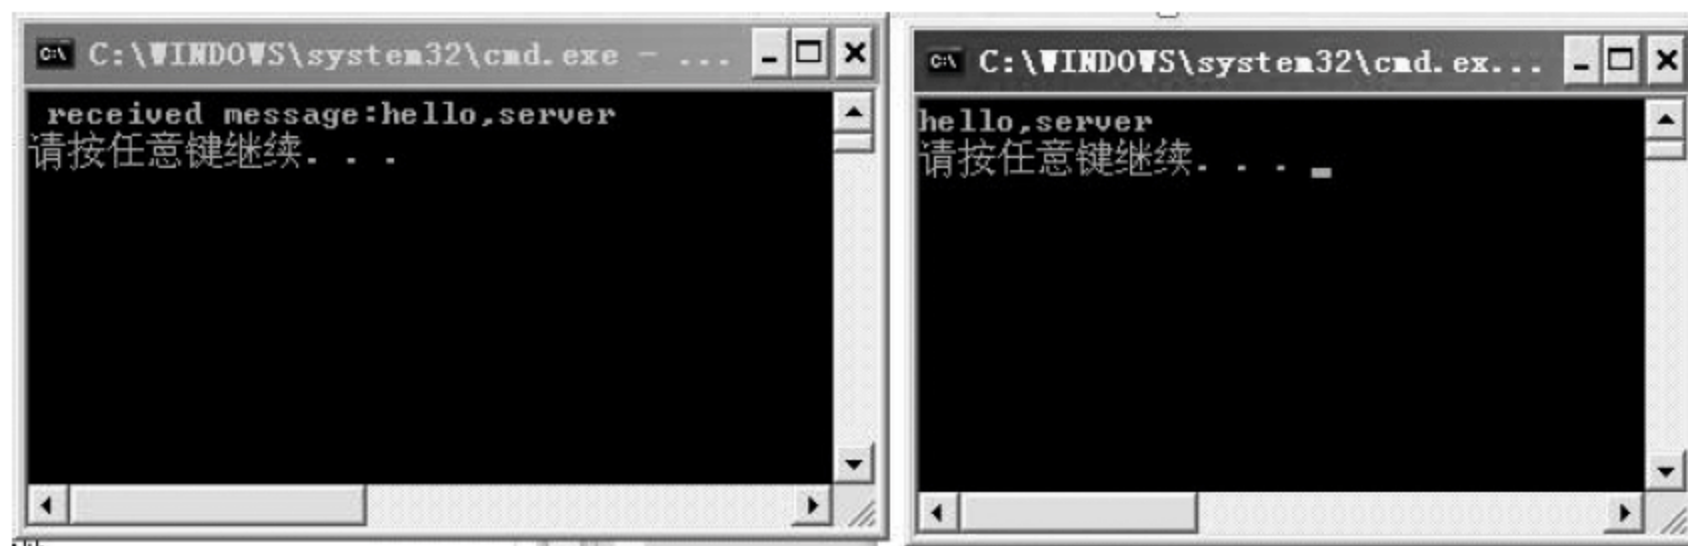 C:\WINDOWS\system32\cmd.exe - ...
received message:hello,server
请按任意键继续. . .
C:\WINDOWS\system32\cmd.ex...
hello,server
请按任意键继续. . .